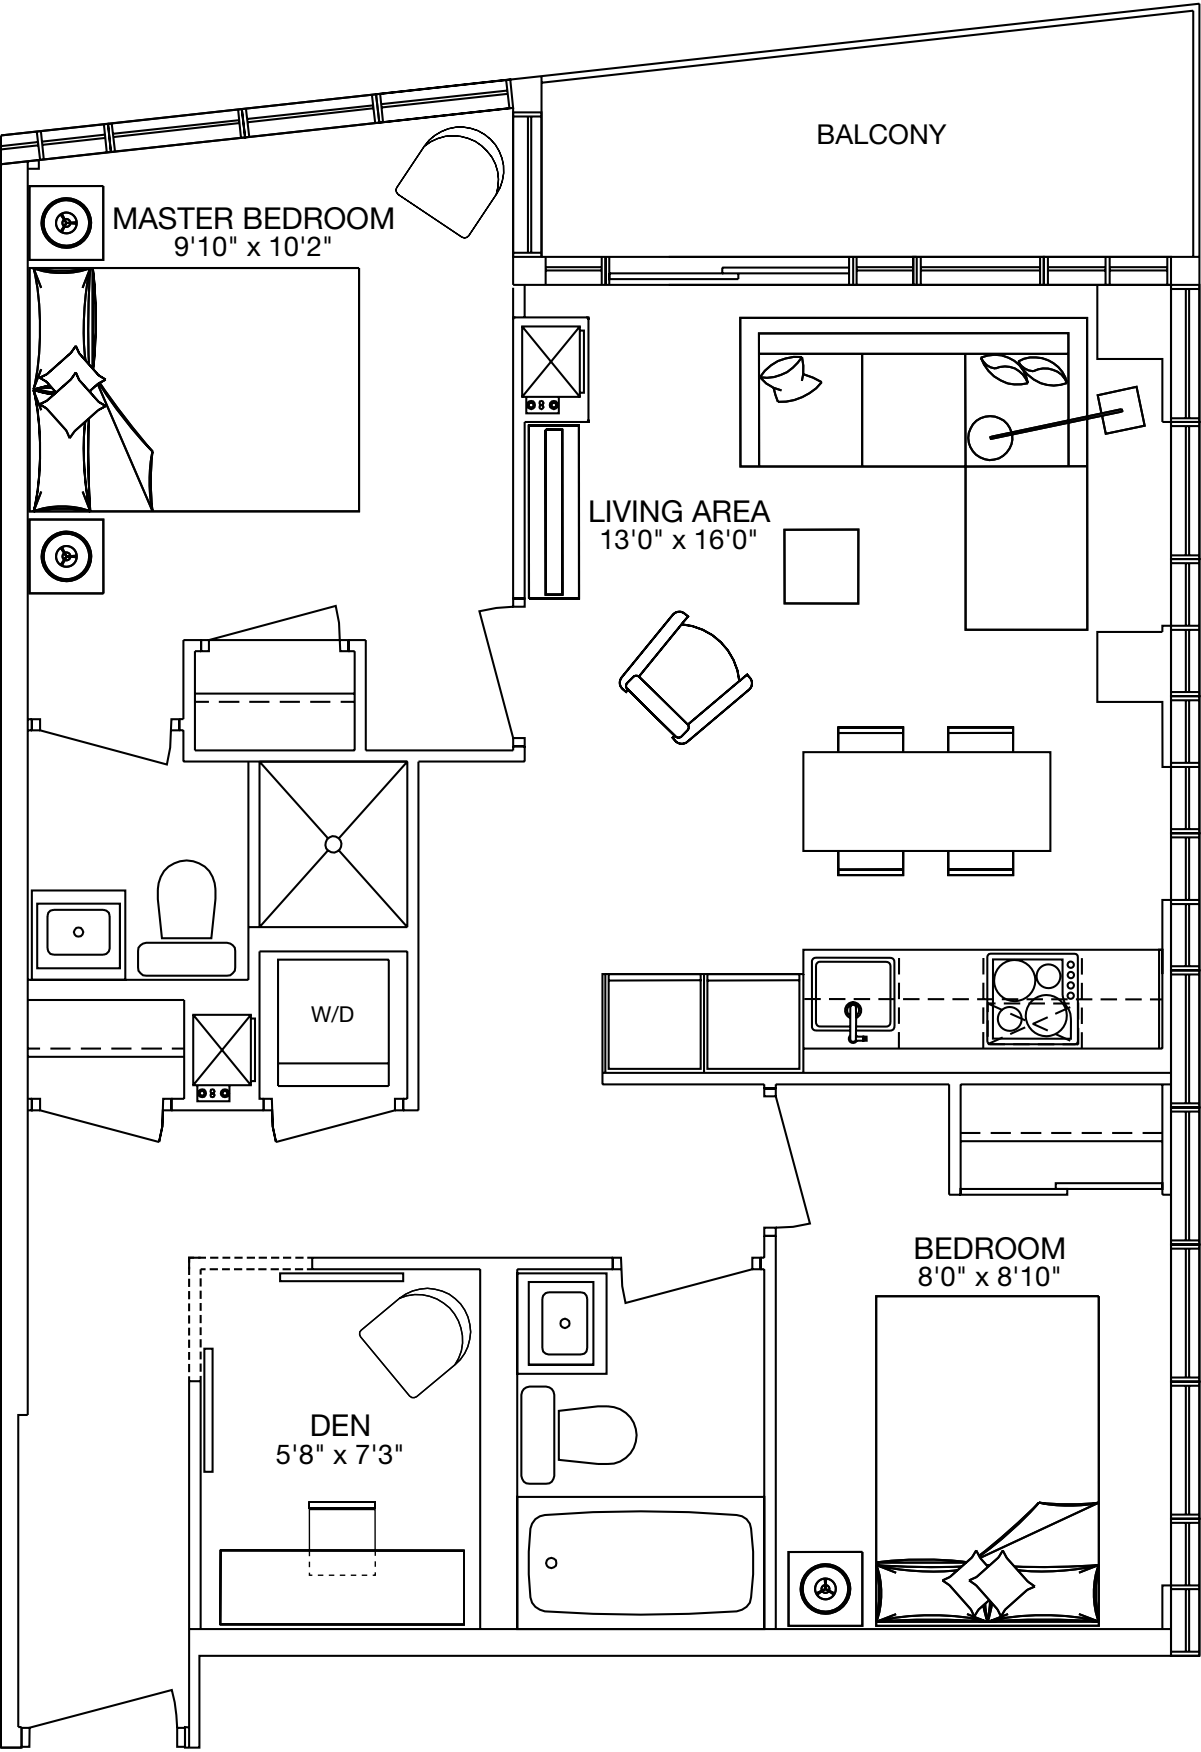 BALCONY
MASTER BEDROOM
9'10" x 10'2"
LIVING AREA
13'0" x 16'0"
W/D
BEDROOM
8'0" x 8'10"
DEN
5'8" x 7'3"